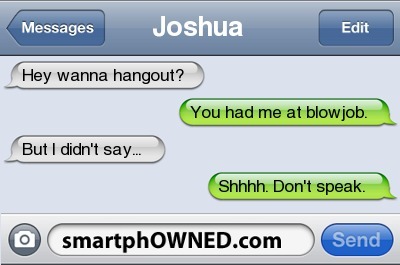 Messages
Joshua
Edit
Hey wanna hangout?
You had me at blowjob.
But I didn't say...
Shhhh. Don't speak.
smartphOWNED.com
Send